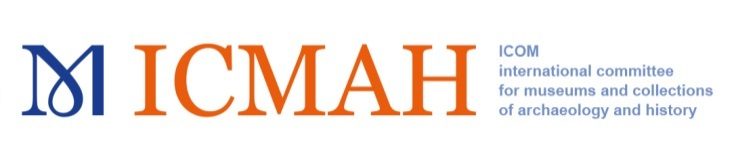 M ICMAH
ICOM
international committee
for museums and collections
of archaeology and history